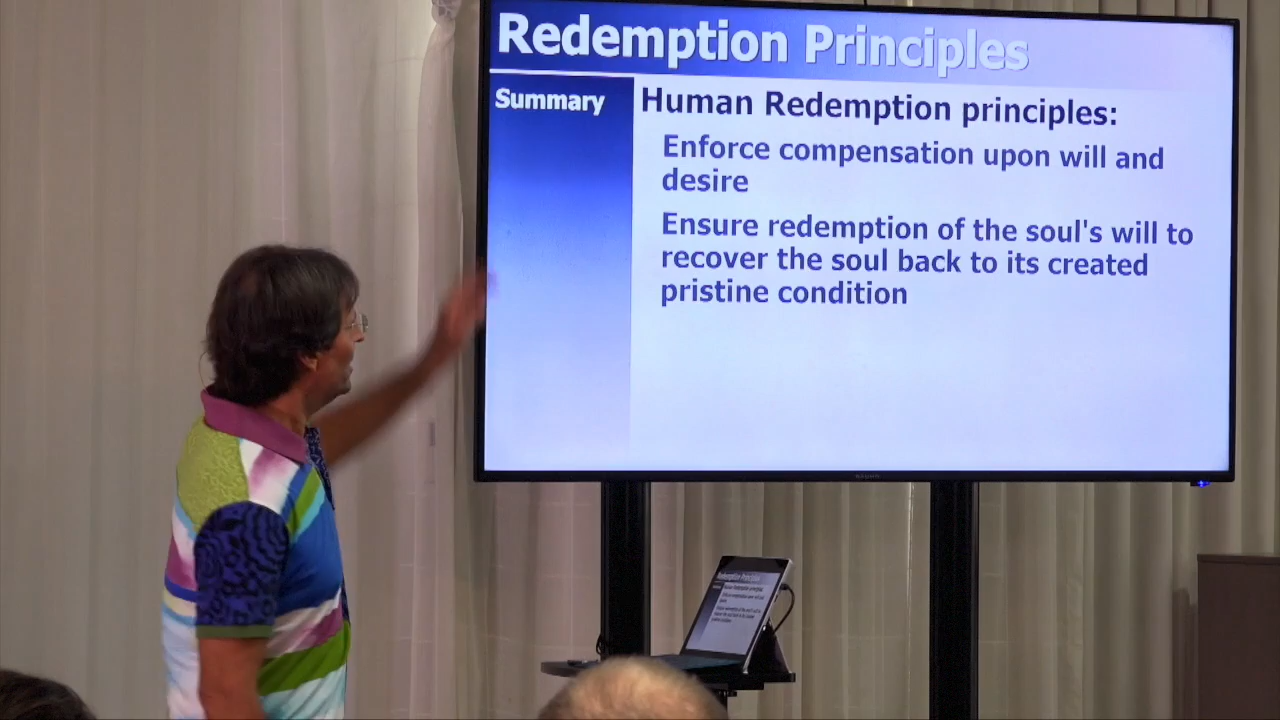 Redemption Principles
Summary
Human Redemption principles:
Enforce compensation upon will and
desire
Ensure redemption of the soul's will to
recover the soul back to its created
pristine condition